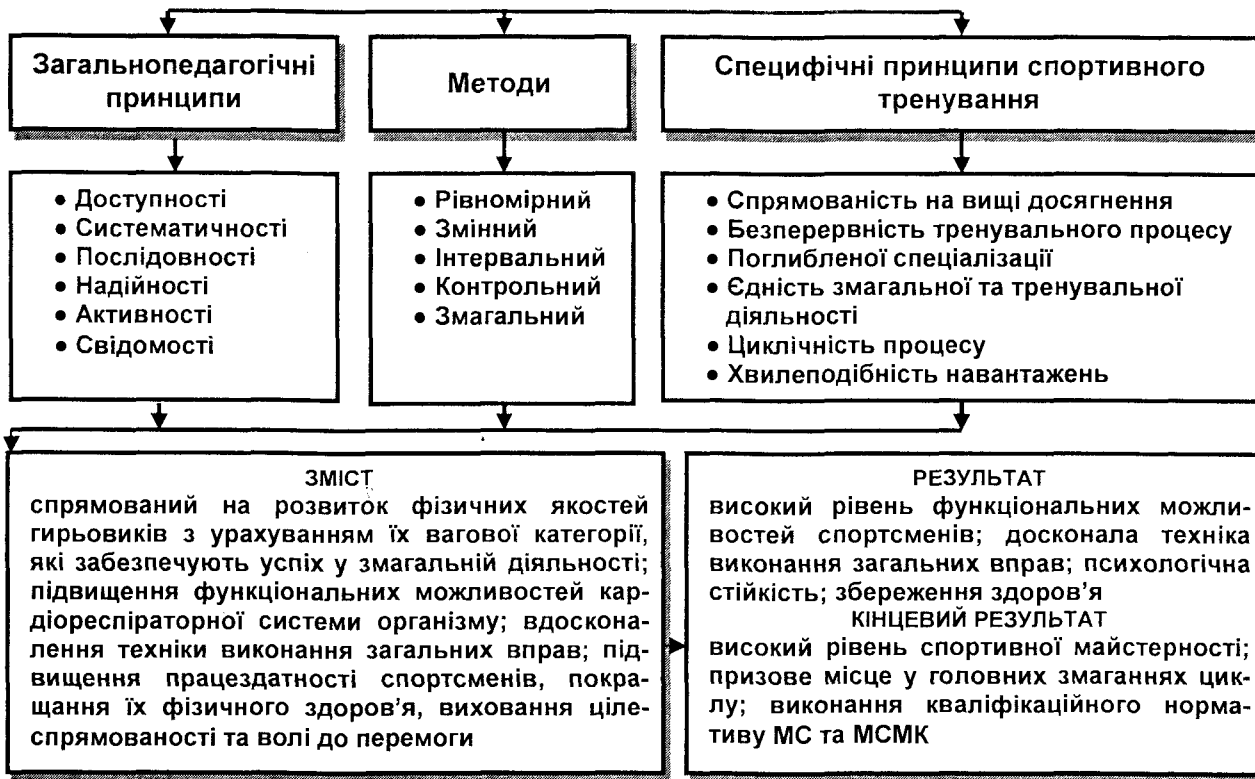 Загальнопедагогічні
принципи
Методи
Специфічні принципи спортивного
тренування
• Доступності
• Систематичності
• Послідовності
• Надійності
• Активності
• Свідомості
• Рівномірний
• Змінний
• Інтервальний
• Контрольний
• Змагальний
• Спрямованість на вищі досягнення
• Безперервність тренувального процесу
• Поглибленої спеціалізації
• Єдність змагальної та тренувальної
діяльності
• Циклічність процесу
• Хвилеподібність навантажень
ЗМІСТ
спрямований на розвиток фізичних якостей
гирьовиків з урахуванням їх вагової категорії,
які забезпечують успіх у змагальній діяльності;
підвищення функціональних можливостей кар-
діореспіраторної системи організму; вдоскона-
лення техніки виконання загальних вправ; під-
вищення працездатності спортсменів, покра-
щання їх фізичного здоров'я, виховання ціле-
спрямованості та волі до перемоги
РЕЗУЛЬТАТ
високий рівень функціональних можли-
востей спортсменів; досконала техніка
виконання загальних вправ; психологічна
стійкість; збереження здоров'я
КІНЦЕВИЙ РЕЗУЛЬТАТ
високий рівень спортивної майстерності;
призове місце у головних змаганнях цик-
лу; виконання кваліфікаційного норма-
тиву МС та МСМК